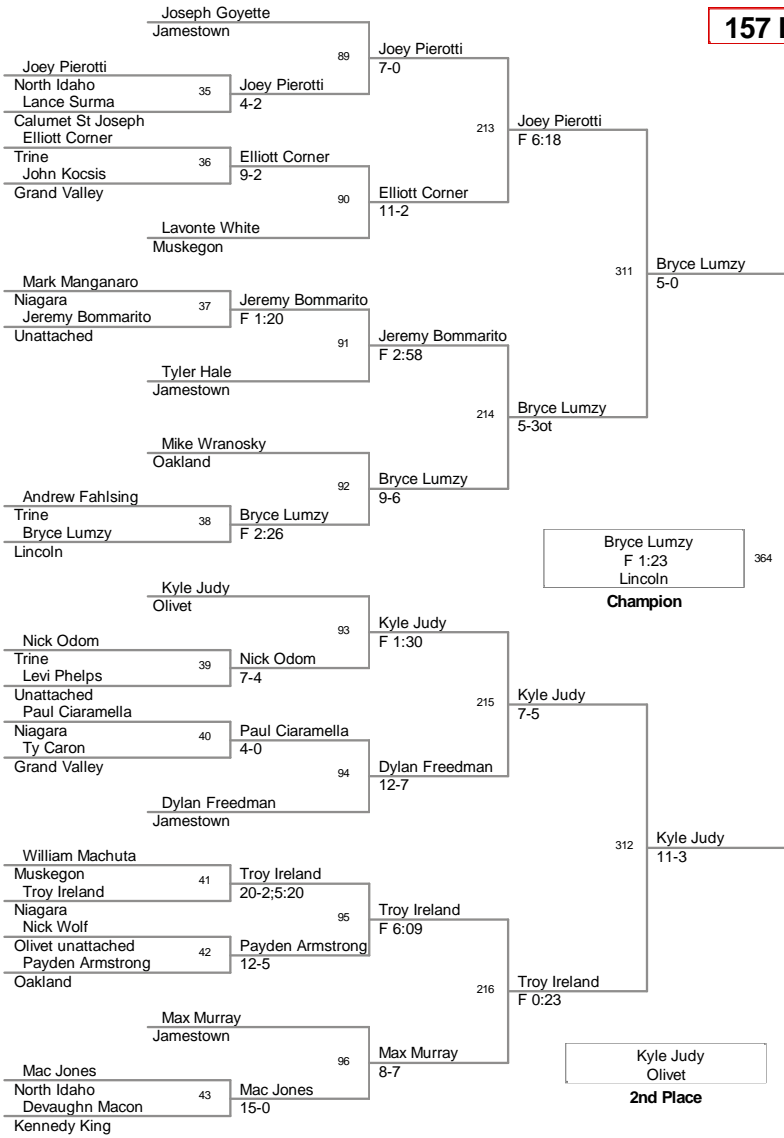 Joseph Goyette
Jamestown
157
89
Joey Pierotti
7-0
Joey Pierotti
North Idaho
35
Joey Pierotti
4-2
Lance Surma
Calumet St Joseph
213
Joey Pierotti
F 6:18
Elliott Corner
Trine
36
Elliott Corner
9-2
John Kocsis
Grand Valley
90
Elliott Corner
11-2
Lavonte White
Muskegon
311
Bryce Lumzy
5-0
Mark Manganaro
Niagara
37
Jeremy Bommarito
F 1:20
Jeremy Bommarito
Unattached
91
Jeremy Bommarito
F 2:58
Tyler Hale
Jamestown
214
Bryce Lumzy
5-3ot
Mike Wranosky
Oakland
92
Bryce Lumzy
9-6
Andrew Fahlsing
Trine
38
Bryce Lumzy
F 2:26
Bryce Lumzy
Lincoln
Bryce Lumzy
F 1:23
Lincoln
364
Champion
Kyle Judy
Olivet
93
Kyle Judy
F 1:30
Nick Odom
Trine
39
Nick Odom
7-4
Levi Phelps
Unattached
215
Kyle Judy
7-5
Paul Ciaramella
Niagara
40
Paul Ciaramella
4-0
Ty Caron
Grand Valley
94
Dylan Freedman
12-7
Dylan Freedman
Jamestown
312
Kyle Judy
11-3
William Machuta
Muskegon
41
Troy Ireland
20-2;5:20
Troy Ireland
Niagara
95
Troy Ireland
F 6:09
Nick Wolf
Olivet unattached
42
Payden Armstrong
12-5
Payden Armstrong
Oakland
216
Troy Ireland
F 0:23
Max Murray
Jamestown
96
Max Murray
8-7
Mac Jones
North Idaho
43
Mac Jones
15-0
Devaughn Macon
Kennedy King
Kyle Judy
Olivet
2nd Place